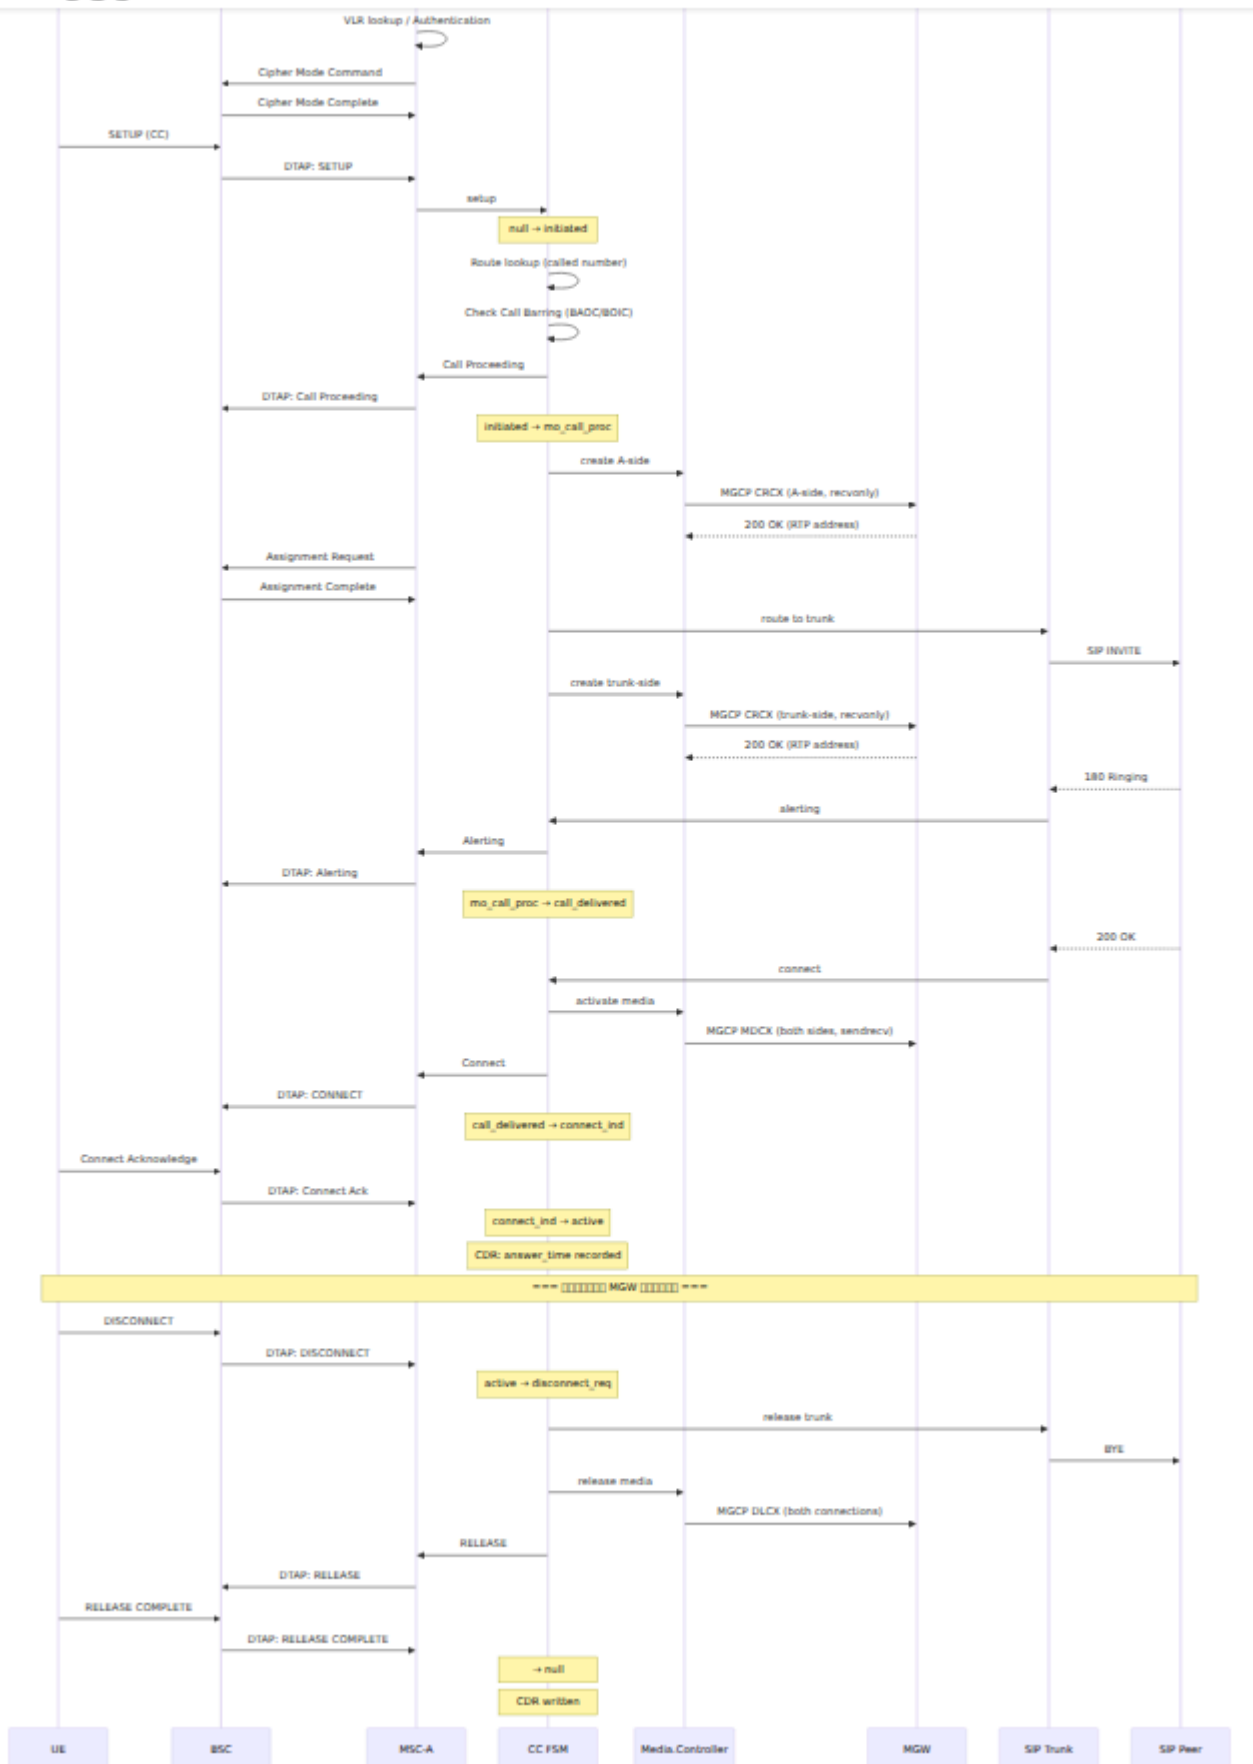 VLR lookup / Authentication
Cipher Mode Command
Cipher Mode Complete
SETUP (CC)
DTAP: SETUP
setup
null → initiated
Route lookup (called number)
Check Call Barring (BAOC/BOIC)
Call Proceeding
DTAP: Call Proceeding
initiated → mo_call_proc
create A-side
MGCP CRCX (A-side, recvonly)
200 OK (RTP address)
Assignment Request
Assignment Complete
route to trunk
SIP INVITE
create trunk-side
MGCP CRCX (trunk-side, recvonly)
200 OK (RTP address)
180 Ringing
alerting
Alerting
DTAP: Alerting
mo_call_proc → call_delivered
200 OK
connect
activate media
MGCP MDCX (both sides, sendrecv)
Connect
DTAP: CONNECT
call_delivered → connect_ind
Connect Acknowledge
DTAP: Connect Ack
connect_ind → active
CDR: answer_time recorded
=== MGW ===
DISCONNECT
DTAP: DISCONNECT
active → disconnect_req
release trunk
BYE
release media
MGCP DLCX (both connections)
RELEASE
DTAP: RELEASE
RELEASE COMPLETE
DTAP: RELEASE COMPLETE
→ null
CDR written
UE BSC MSC-A CC FSM Media.Controller MGW SIP Trunk SIP Peer